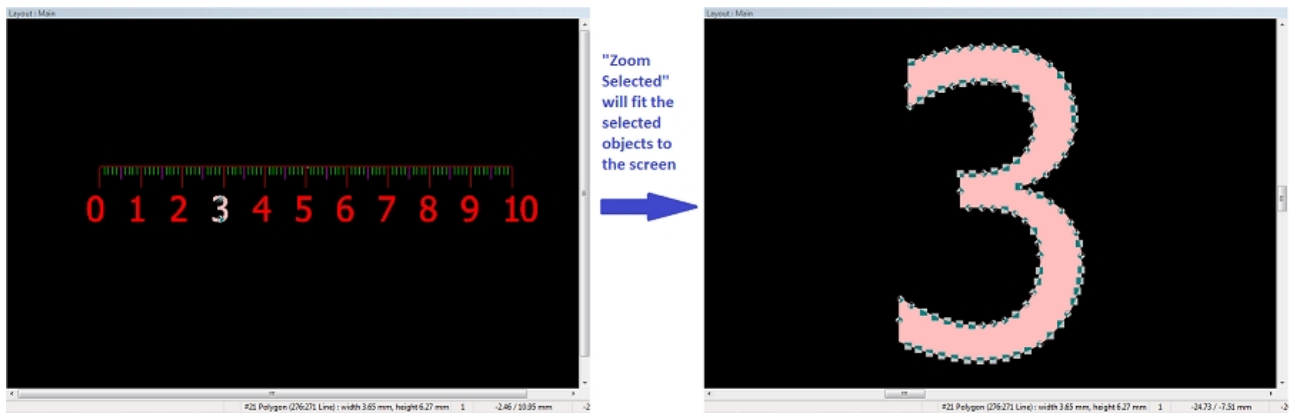 Layout : Main
Layout : Main
"Zoom
Selected"
will fit the
selected
objects to
the screen
0 1 2 3 4 5 6 7 8 9 10
3
#21 Polygon (276:271 Line) : width 3.65 mm, height 6.27 mm 1 -2.46 / 10.95 mm -2
#21 Polygon (276:271 Line) : width 3.65 mm, height 6.27 mm 1 -24.73 / -7.51 mm